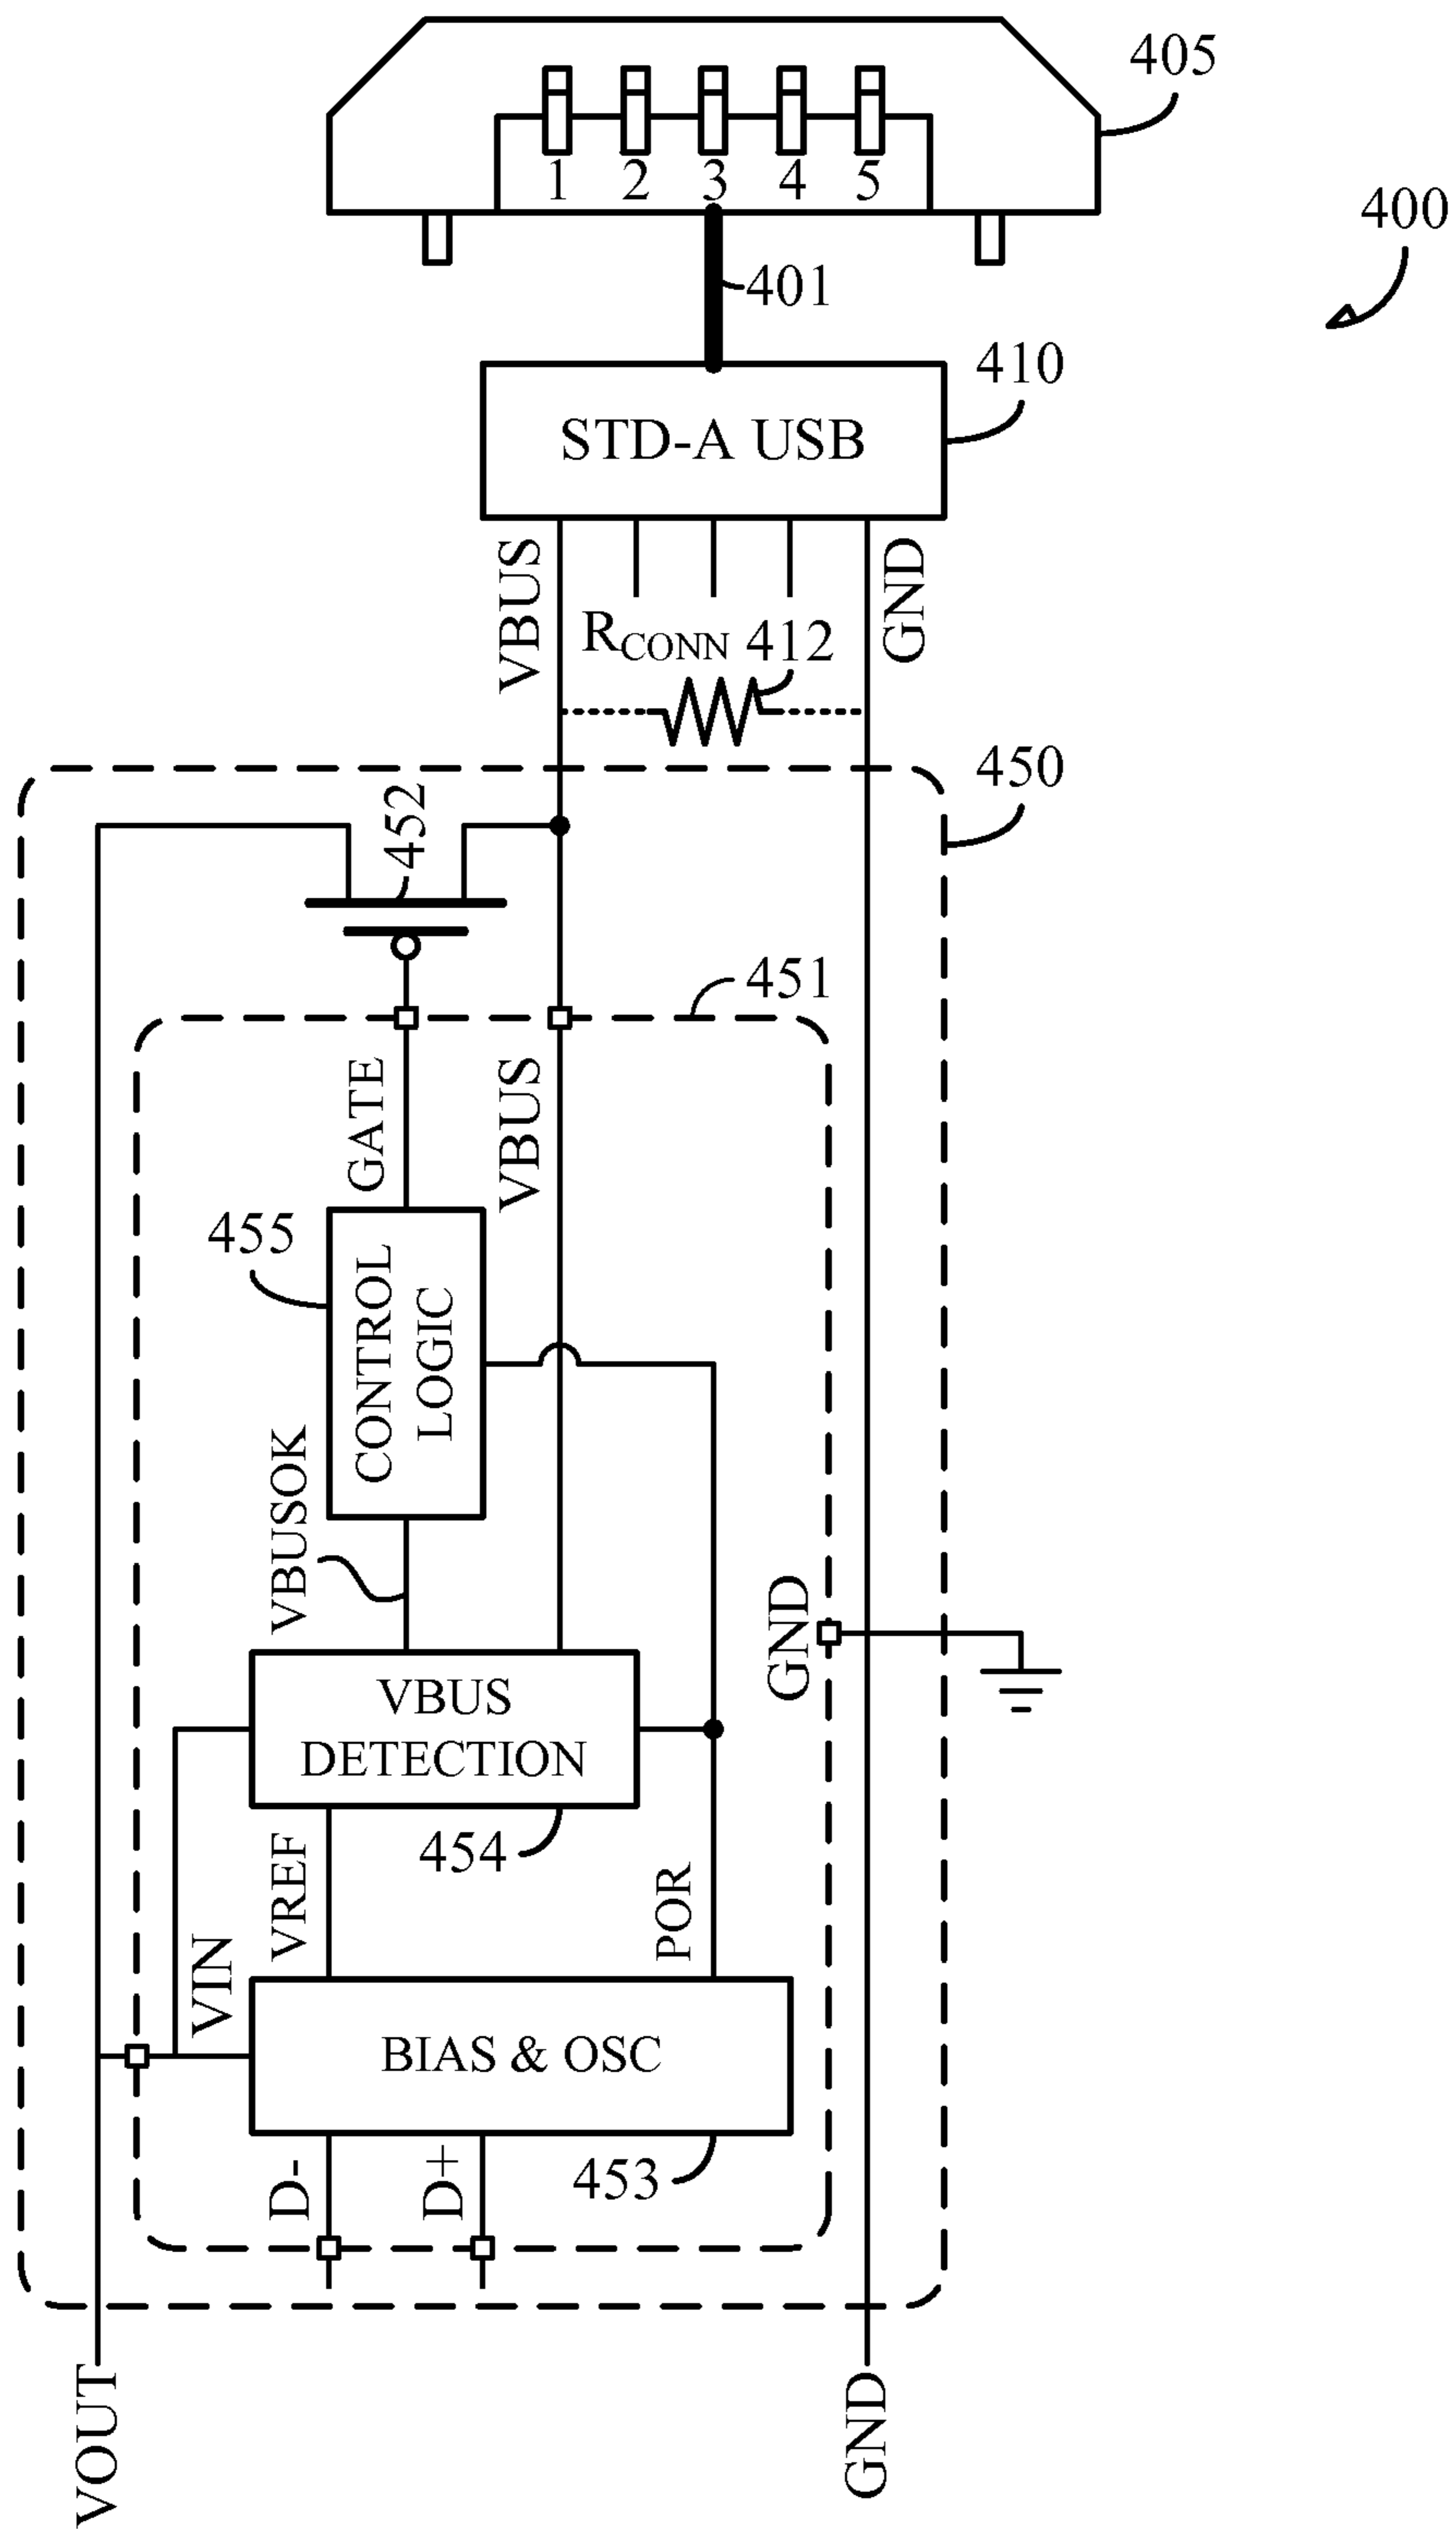 405
1 2 3 4 5
400
401
410
STD-A USB
VBUS
GND
R_CONN 412
450
452
451
GATE
VBUS
455
CONTROL
LOGIC
VBUSOK
GND
VBUS
DETECTION
454
VREF
POR
VIN
BIAS & OSC
D-
D+
453
VOUT
GND